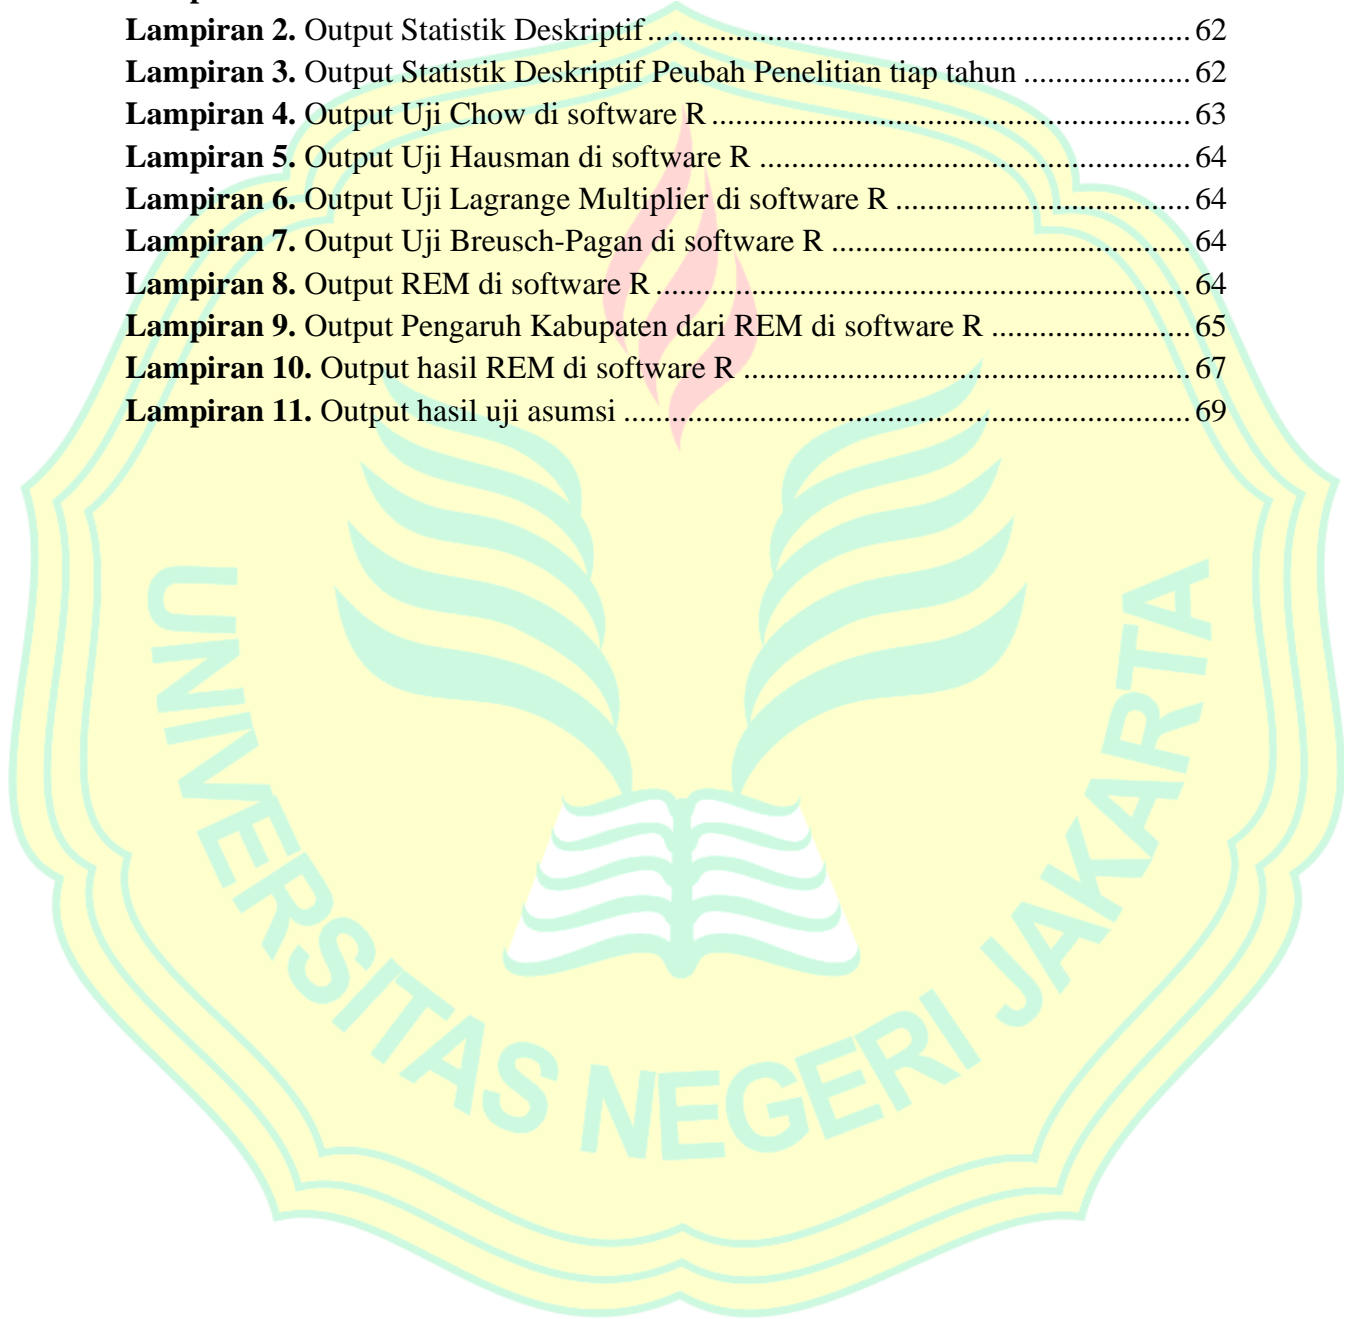 Lampiran 2. Output Statistik Deskriptif.................................................................... 62
Lampiran 3. Output Statistik Deskriptif Peubah Penelitian tiap tahun ..................... 62
Lampiran 4. Output Uji Chow di software R............................................................ 63
Lampiran 5. Output Uji Hausman di software R ...................................................... 64
Lampiran 6. Output Uji Lagrange Multiplier di software R ..................................... 64
Lampiran 7. Output Uji Breusch-Pagan di software R ............................................. 64
Lampiran 8. Output REM di software R................................................................... 64
Lampiran 9. Output Pengaruh Kabupaten dari REM di software R ......................... 65
Lampiran 10. Output hasil REM di software R ........................................................ 67
Lampiran 11. Output hasil uji asumsi ....................................................................... 69
UNIVERSITAS NEGERI JAKARTA